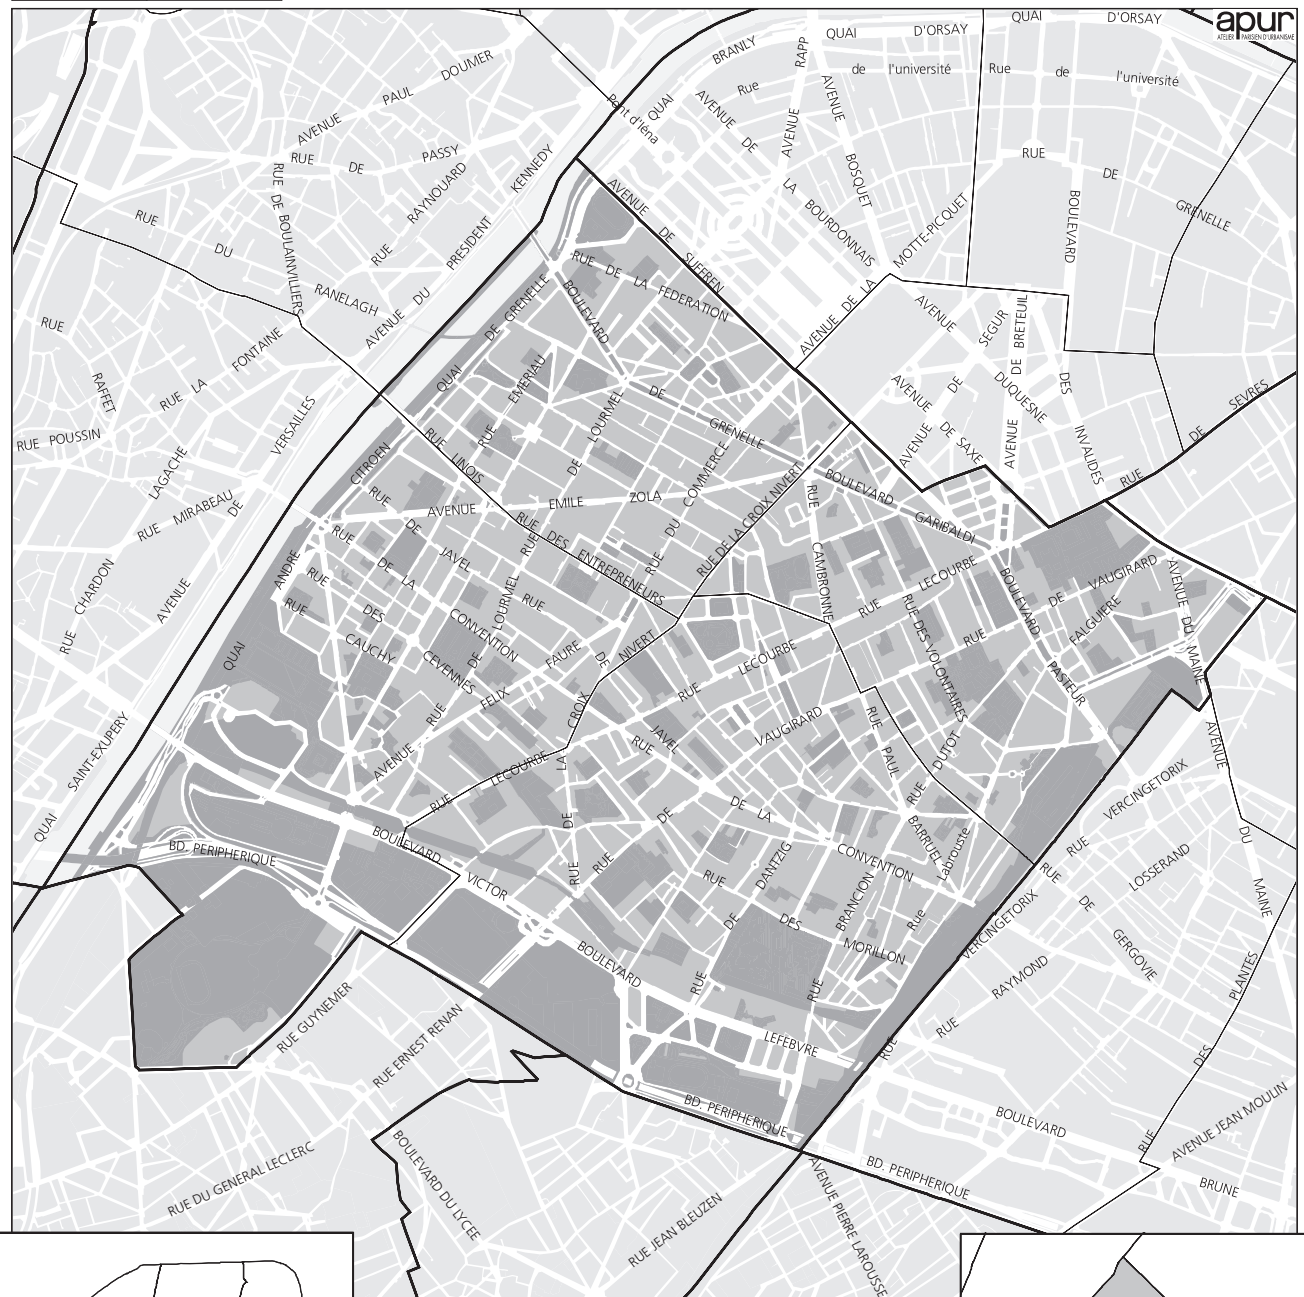 apur
ATELIER PARISIEN D'URBANISME
QUAI D'ORSAY
QUAI D'ORSAY
QUAI BRANLY
AVENUE RAPP
Rue de l'université
Rue de l'université
AVENUE PAUL DOUMER
Pont d'Iéna
AVENUE DE LA BOURDONNAIS
AVENUE BOSQUET
RUE DE PASSY
RUE DE GRENELLE
RUE DE BOULAINVILLIERS
RUE RAYNOUARD
AVENUE DU PRESIDENT KENNEDY
BOULEVARD DES INVALIDES
AVENUE DE SUFFREN
AVENUE DE LA MOTTE-PICQUET
RUE DU RANELAGH
RUE DE LA FEDERATION
QUAI DE GRENELLE
BOULEVARD DE GRENELLE
AVENUE DE SEGUR
AVENUE DE BRETEUIL
AVENUE DUQUESNE
AVENUE DE SAXE
RUE POUSSIN
RUE RAFFET
RUE LA FONTAINE
AVENUE DE VERSAILLES
RUE EMERIAU
RUE DE LOURMEL
RUE DU COMMERCE
RUE DE SEVRES
RUE CHARDON LAGACHE
RUE MIRABEAU
QUAI ANDRE CITROEN
RUE LINOIS
AVENUE EMILE ZOLA
RUE DE LA CROIX NIVERT
BOULEVARD GARIBALDI
RUE CAMBRONNE
RUE DE JAVEL
RUE DES ENTREPRENEURS
RUE DE LA CONVENTION
RUE DES CEVENNES
RUE CAUCHY
RUE DE LOURMEL
RUE LECOURBE
BOULEVARD PASTEUR
RUE DE VAUGIRARD
RUE FALGUIERE
AVENUE DU MAINE
RUE DES VOLONTAIRES
AVENUE FELIX FAURE
RUE DE LA CROIX NIVERT
RUE LECOURBE
RUE DE JAVEL
VAUGIRARD
RUE PAUL BARRUEL
RUE DUTOT
QUAI SAINT-EXUPERY
RUE LECOURBE
BOULEVARD VICTOR
BD. PERIPHERIQUE
RUE DE
RUE DE LA CONVENTION
RUE DE DANTZIG
RUE DES MORILLON
RUE BRANCION
Rue Labrouste
RUE VERCINGETORIX
RUE VERCINGETORIX
AVENUE DU MAINE
RUE RAYMOND LOSSERAND
RUE DE GERGOVIE
RUE DES PLANTES
BOULEVARD LEFEBVRE
RUE GUYNEMER
RUE ERNEST RENAN
BD. PERIPHERIQUE
BOULEVARD BRUNE
AVENUE JEAN MOULIN
BD. PERIPHERIQUE
RUE DU GENERAL LECLERC
BOULEVARD DU LYCEE
RUE JEAN BLEUZEN
AVENUE PIERRE LAROUSSE